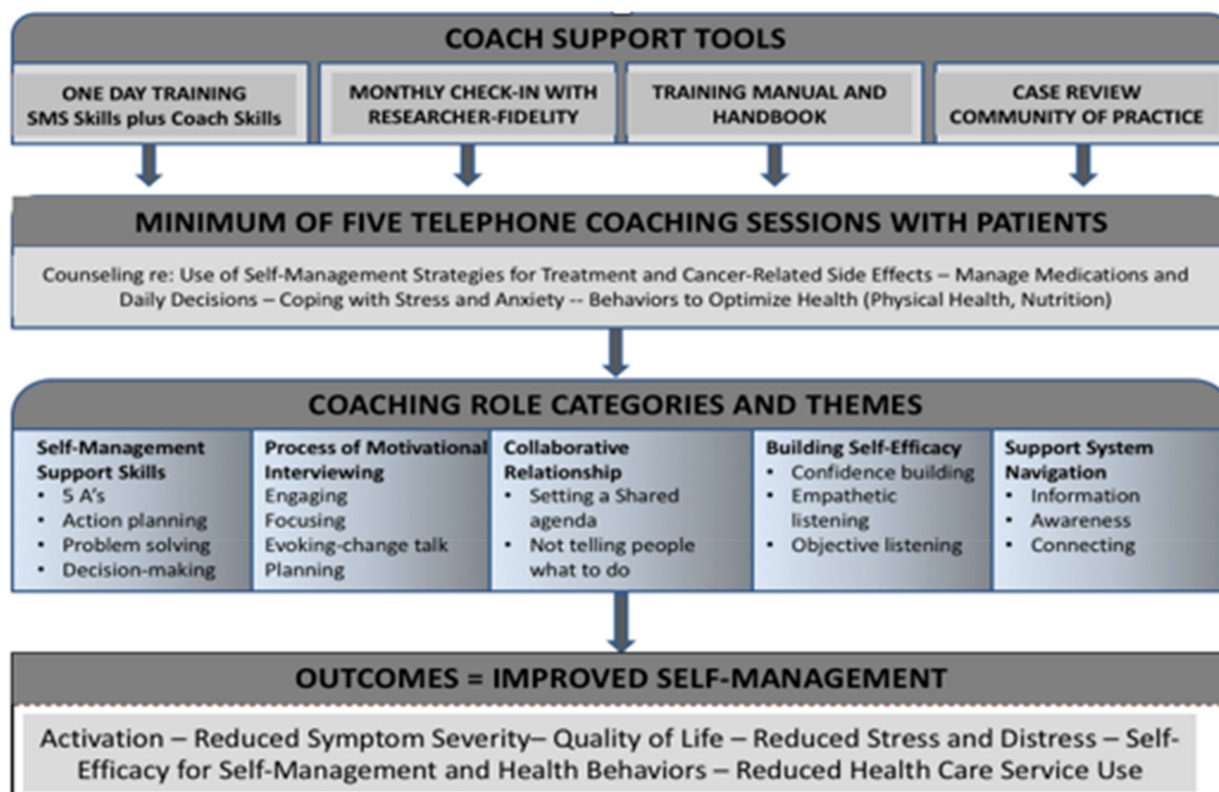 COACH SUPPORT TOOLS
ONE DAY TRAINING
SMS Skills plus Coach Skills
MONTHLY CHECK-IN WITH
RESEARCHER-FIDELITY
TRAINING MANUAL AND
HANDBOOK
CASE REVIEW
COMMUNITY OF PRACTICE
MINIMUM OF FIVE TELEPHONE COACHING SESSIONS WITH PATIENTS
Counseling re: Use of Self-Management Strategies for Treatment and Cancer-Related Side Effects – Manage Medications and
Daily Decisions – Coping with Stress and Anxiety -- Behaviors to Optimize Health (Physical Health, Nutrition)
COACHING ROLE CATEGORIES AND THEMES
Self-Management
Support Skills
• 5 A's
• Action planning
• Problem solving
• Decision-making
Process of Motivational
Interviewing
Engaging
Focusing
Evoking-change talk
Planning
Collaborative
Relationship
• Setting a Shared
agenda
• Not telling people
what to do
Building Self-Efficacy
• Confidence building
• Empathetic
listening
• Objective listening
Support System
Navigation
• Information
• Awareness
• Connecting
OUTCOMES = IMPROVED SELF-MANAGEMENT
Activation – Reduced Symptom Severity– Quality of Life – Reduced Stress and Distress – Self-
Efficacy for Self-Management and Health Behaviors – Reduced Health Care Service Use